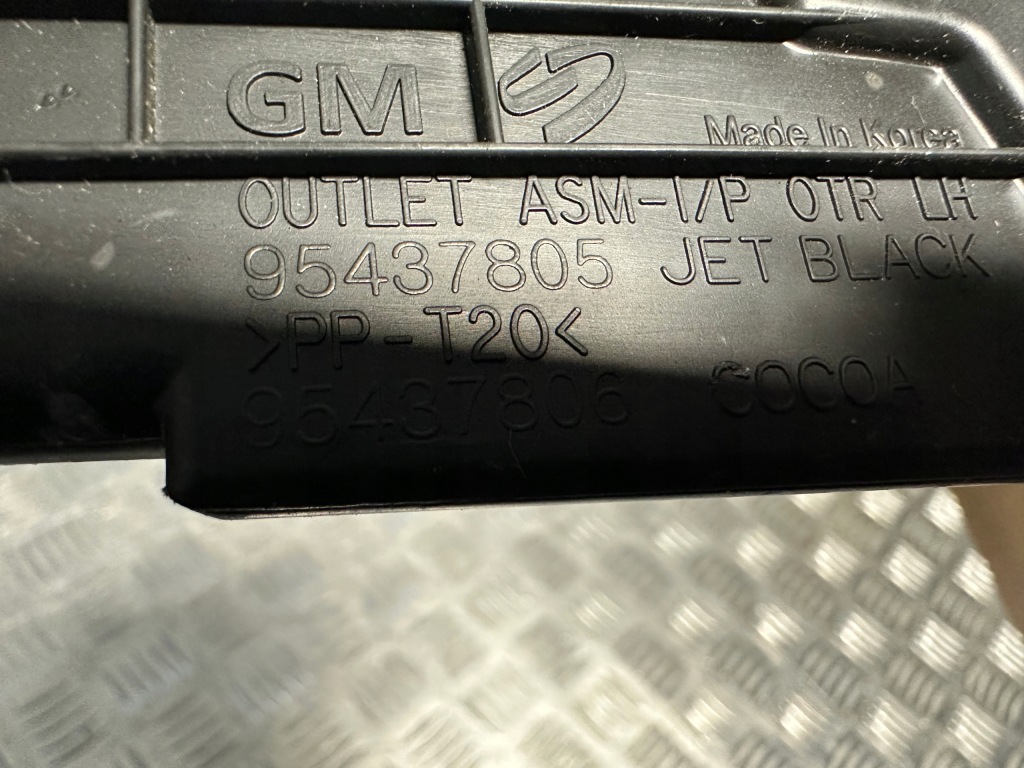 GM
Made In Korea
OUTLET ASM-I/P OTR LH
95437805 JET BLACK
>PP-T20<
95437806 COCOA